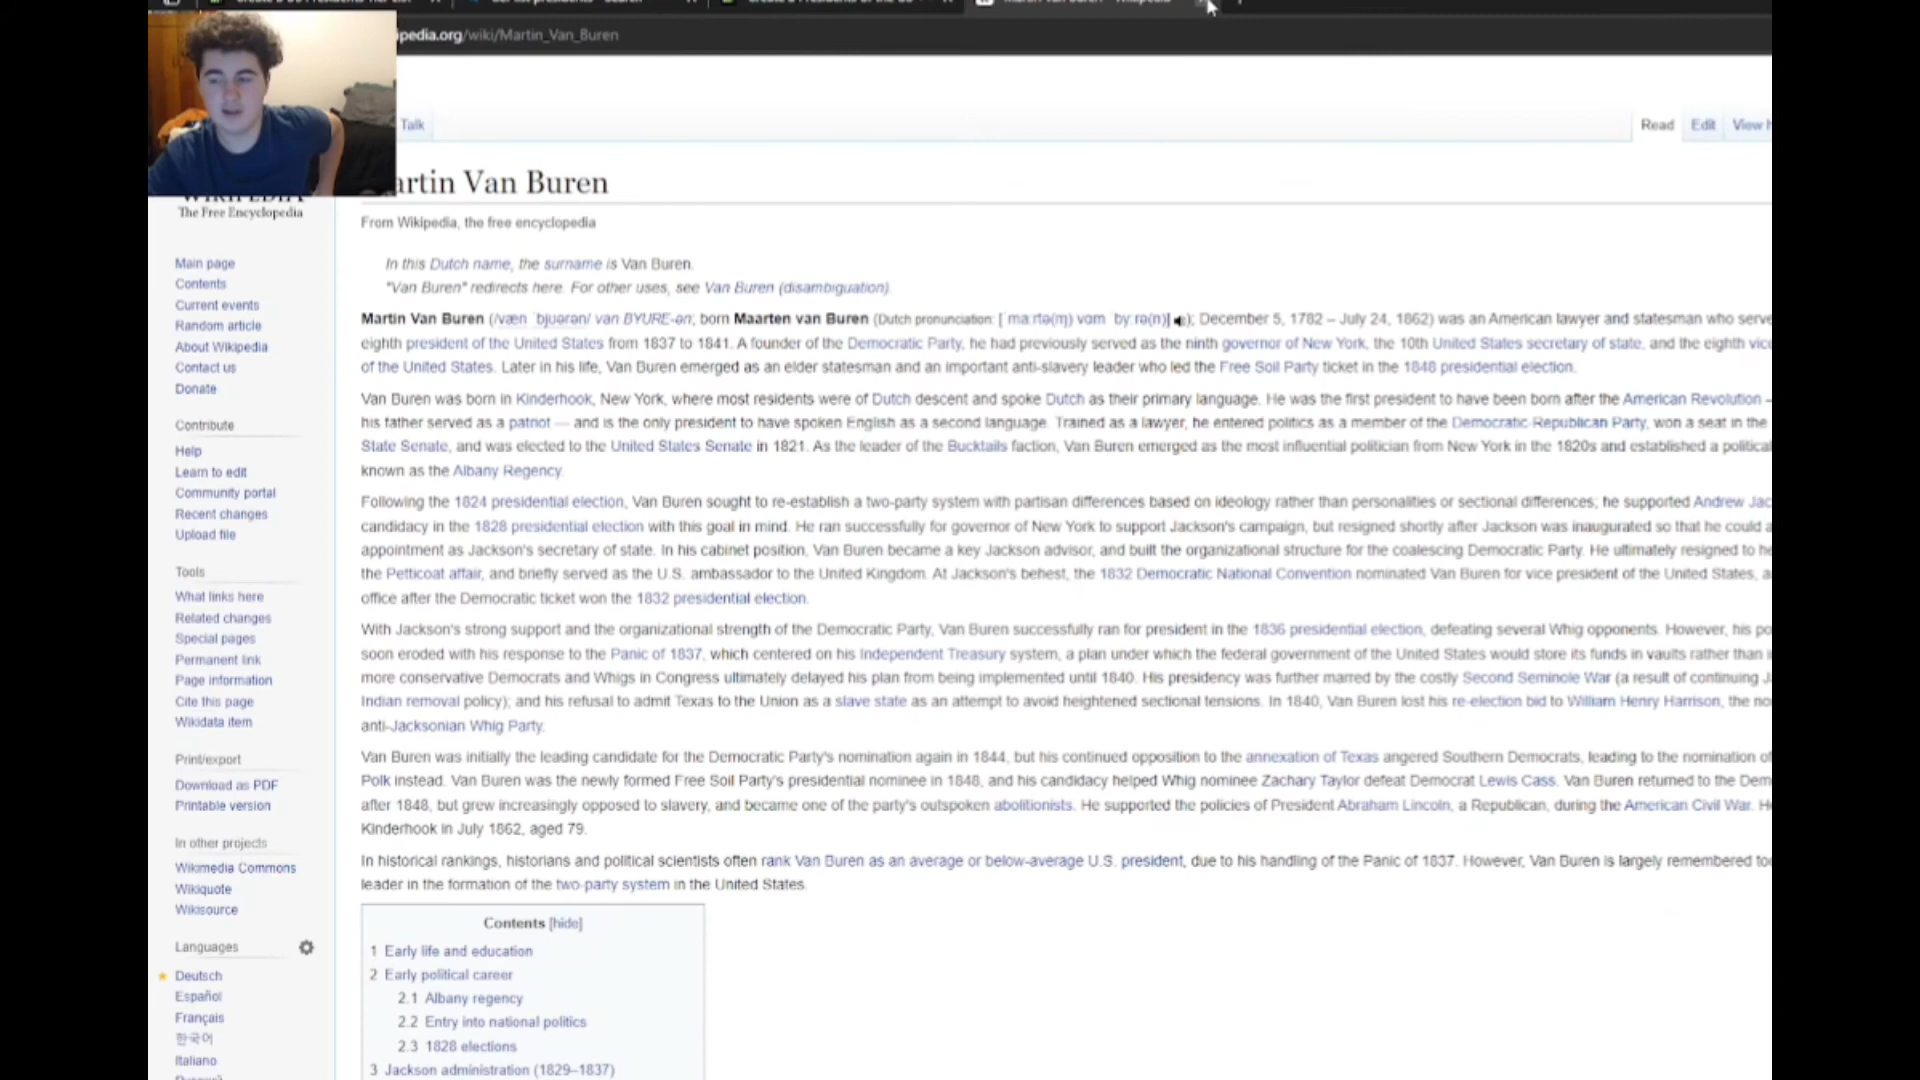 ipedia.org/wiki/Martin_Van_Buren
Talk
Read Edit View
artin Van Buren
The Free Encyclopedia
From Wikipedia, the free encyclopedia
In this Dutch name, the surname is Van Buren.
"Van Buren" redirects here. For other uses, see Van Buren (disambiguation).
Martin Van Buren (/væn ˈbjʊərən/ van BYURE-ən; born Maarten van Buren (Dutch pronunciation: December 5, 1782 – July 24, 1862) was an American lawyer and statesman who serve
eighth president of the United States from 1837 to 1841. A founder of the Democratic Party, he had previously served as the ninth governor of New York, the 10th United States secretary of state, and the eighth vic
of the United States. Later in his life, Van Buren emerged as an elder statesman and an important anti-slavery leader who led the Free Soil Party ticket in the 1848 presidential election.
Van Buren was born in Kinderhook, New York, where most residents were of Dutch descent and spoke Dutch as their primary language. He was the first president to have been born after the American Revolution –
his father served as a patriot — and is the only president to have spoken English as a second language. Trained as a lawyer, he entered politics as a member of the Democratic-Republican Party, won a seat in the
State Senate, and was elected to the United States Senate in 1821. As the leader of the Bucktails faction, Van Buren emerged as the most influential politician from New York in the 1820s and established a political
known as the Albany Regency.
Following the 1824 presidential election, Van Buren sought to re-establish a two-party system with partisan differences based on ideology rather than personalities or sectional differences; he supported Andrew Jac
candidacy in the 1828 presidential election with this goal in mind. He ran successfully for governor of New York to support Jackson's campaign, but resigned shortly after Jackson was inaugurated so that he could a
appointment as Jackson's secretary of state. In his cabinet position, Van Buren became a key Jackson advisor, and built the organizational structure for the coalescing Democratic Party. He ultimately resigned to he
the Petticoat affair, and briefly served as the U.S. ambassador to the United Kingdom. At Jackson's behest, the 1832 Democratic National Convention nominated Van Buren for vice president of the United States, a
office after the Democratic ticket won the 1832 presidential election.
With Jackson's strong support and the organizational strength of the Democratic Party, Van Buren successfully ran for president in the 1836 presidential election, defeating several Whig opponents. However, his po
soon eroded with his response to the Panic of 1837, which centered on his Independent Treasury system, a plan under which the federal government of the United States would store its funds in vaults rather than i
more conservative Democrats and Whigs in Congress ultimately delayed his plan from being implemented until 1840. His presidency was further marred by the costly Second Seminole War (a result of continuing J
Indian removal policy); and his refusal to admit Texas to the Union as a slave state as an attempt to avoid heightened sectional tensions. In 1840, Van Buren lost his re-election bid to William Henry Harrison, the no
anti-Jacksonian Whig Party.
Van Buren was initially the leading candidate for the Democratic Party's nomination again in 1844, but his continued opposition to the annexation of Texas angered Southern Democrats, leading to the nomination of
Polk instead. Van Buren was the newly formed Free Soil Party's presidential nominee in 1848, and his candidacy helped Whig nominee Zachary Taylor defeat Democrat Lewis Cass. Van Buren returned to the Dem
after 1848, but grew increasingly opposed to slavery, and became one of the party's outspoken abolitionists. He supported the policies of President Abraham Lincoln, a Republican, during the American Civil War. H
Kinderhook in July 1862, aged 79.
In historical rankings, historians and political scientists often rank Van Buren as an average or below-average U.S. president, due to his handling of the Panic of 1837. However, Van Buren is largely remembered to
leader in the formation of the two-party system in the United States.
Contents [hide]
1 Early life and education
2 Early political career
2.1 Albany regency
2.2 Entry into national politics
2.3 1828 elections
3 Jackson administration (1829–1837)
Main page
Contents
Current events
Random article
About Wikipedia
Contact us
Donate
Contribute
Help
Learn to edit
Community portal
Recent changes
Upload file
Tools
What links here
Related changes
Special pages
Permanent link
Page information
Cite this page
Wikidata item
Print/export
Download as PDF
Printable version
In other projects
Wikimedia Commons
Wikiquote
Wikisource
Languages
Deutsch
Español
Français
한국어
Italiano